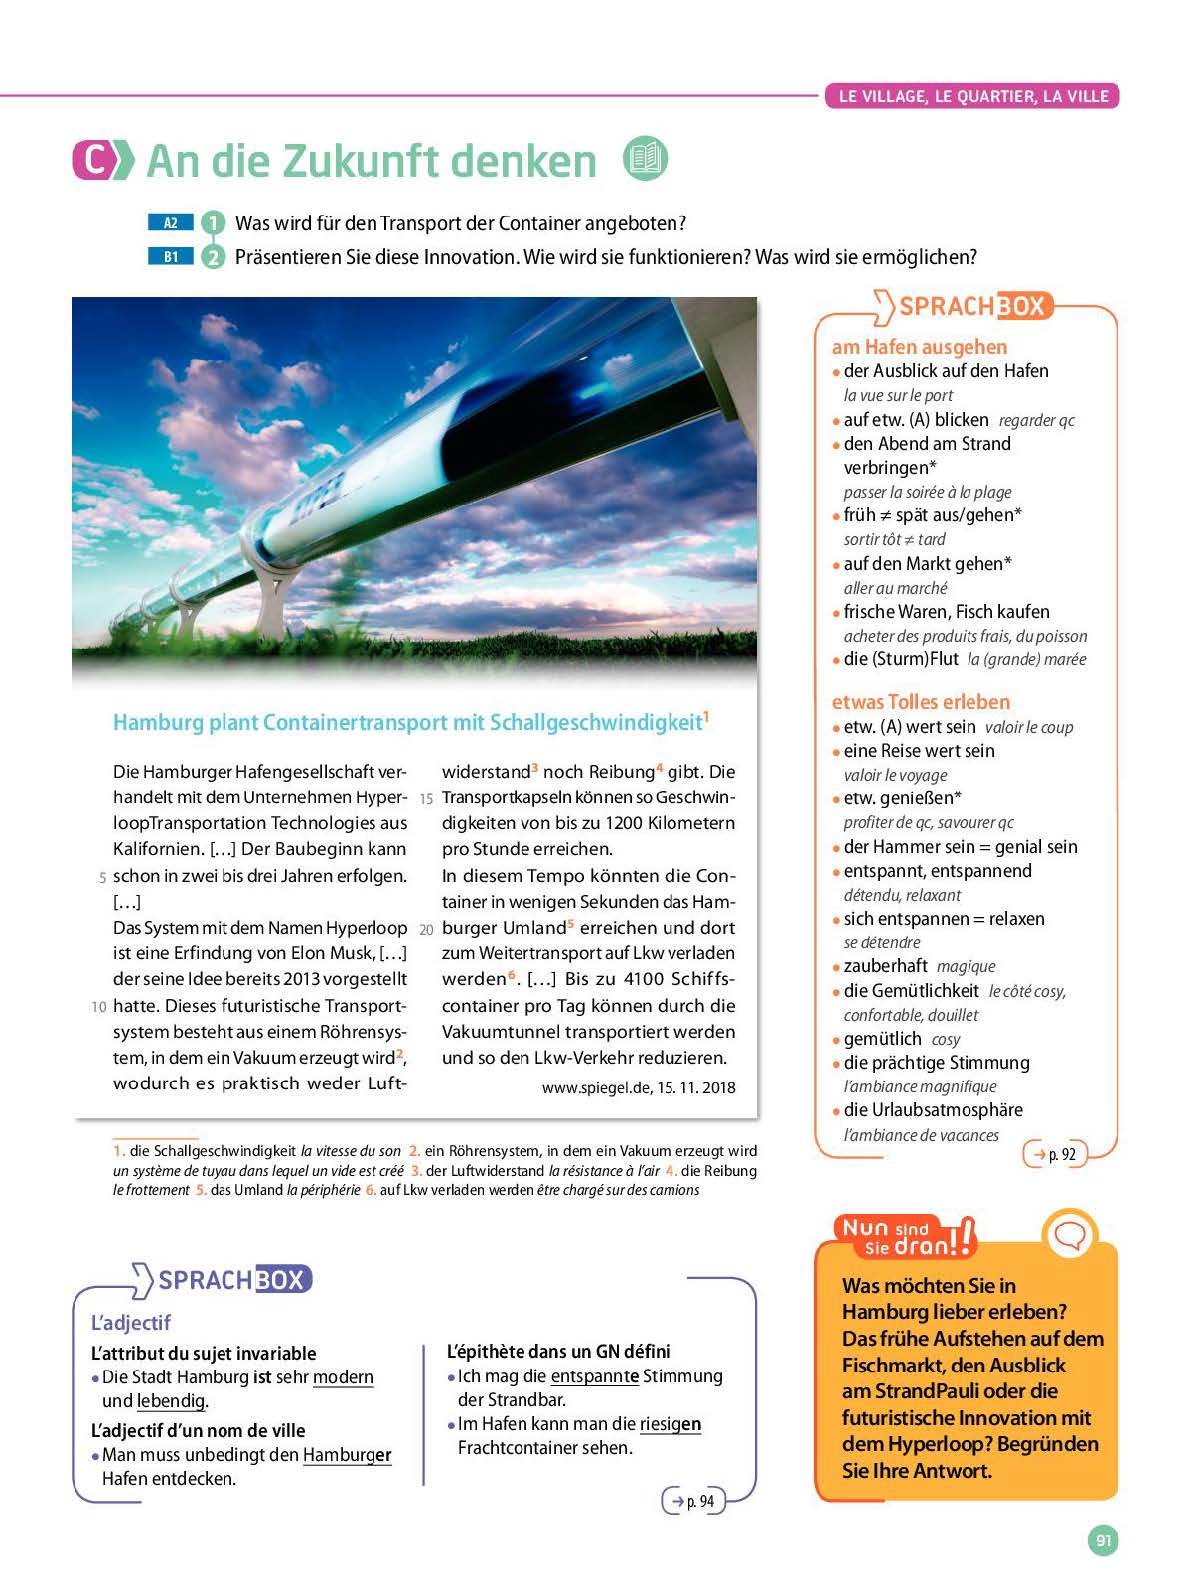 LE VILLAGE, LE QUARTIER, LA VILLE
C An die Zukunft denken
A2 1 Was wird für den Transport der Container angeboten?
B1 2 Präsentieren Sie diese Innovation. Wie wird sie funktionieren? Was wird sie ermöglichen?
Hamburg plant Containertransport mit Schallgeschwindigkeit1
Die Hamburger Hafengesellschaft ver-
handelt mit dem Unternehmen Hyper-
loopTransportation Technologies aus
Kalifornien. […] Der Baubeginn kann
5 schon in zwei bis drei Jahren erfolgen.
[…]
Das System mit dem Namen Hyperloop
ist eine Erfindung von Elon Musk, […]
der seine Idee bereits 2013 vorgestellt
10 hatte. Dieses futuristische Transport-
system besteht aus einem Röhrensys-
tem, in dem ein Vakuum erzeugt wird2,
wodurch es praktisch weder Luft-
widerstand3 noch Reibung4 gibt. Die
15 Transportkapseln können so Geschwin-
digkeiten von bis zu 1200 Kilometern
pro Stunde erreichen.
In diesem Tempo könnten die Con-
tainer in wenigen Sekunden das Ham-
20 burger Umland5 erreichen und dort
zum Weitertransport auf Lkw verladen
werden6. […] Bis zu 4100 Schiffs-
container pro Tag können durch die
Vakuumtunnel transportiert werden
und so den Lkw-Verkehr reduzieren.
www.spiegel.de, 15. 11. 2018
1. die Schallgeschwindigkeit la vitesse du son 2. ein Röhrensystem, in dem ein Vakuum erzeugt wird
un système de tuyau dans lequel un vide est créé 3. der Luftwiderstand la résistance à l'air 4. die Reibung
le frottement 5. das Umland la périphérie 6. auf Lkw verladen werden être chargé sur des camions
SPRACHBOX
am Hafen ausgehen
• der Ausblick auf den Hafen
la vue sur le port
• auf etw. (A) blicken regarder qc
• den Abend am Strand
verbringen*
passer la soirée à la plage
• früh ≠ spät aus/gehen*
sortir tôt ≠ tard
• auf den Markt gehen*
aller au marché
• frische Waren, Fisch kaufen
acheter des produits frais, du poisson
• die (Sturm)Flut la (grande) marée
etwas Tolles erleben
• etw. (A) wert sein valoir le coup
• eine Reise wert sein
valoir le voyage
• etw. genießen*
profiter de qc, savourer qc
• der Hammer sein = genial sein
• entspannt, entspannend
détendu, relaxant
• sich entspannen = relaxen
se détendre
• zauberhaft magique
• die Gemütlichkeit le côté cosy,
confortable, douillet
• gemütlich cosy
• die prächtige Stimmung
l'ambiance magnifique
• die Urlaubsatmosphäre
l'ambiance de vacances
→ p. 92
SPRACHBOX
L'adjectif
L'attribut du sujet invariable
• Die Stadt Hamburg ist sehr modern
und lebendig.
L'adjectif d'un nom de ville
• Man muss unbedingt den Hamburger
Hafen entdecken.
L'épithète dans un GN défini
• Ich mag die entspannte Stimmung
der Strandbar.
• Im Hafen kann man die riesigen
Frachtcontainer sehen.
→ p. 94
Nun sind
Sie dran!!
Was möchten Sie in
Hamburg lieber erleben?
Das frühe Aufstehen auf dem
Fischmarkt, den Ausblick
am StrandPauli oder die
futuristische Innovation mit
dem Hyperloop? Begründen
Sie Ihre Antwort.
91